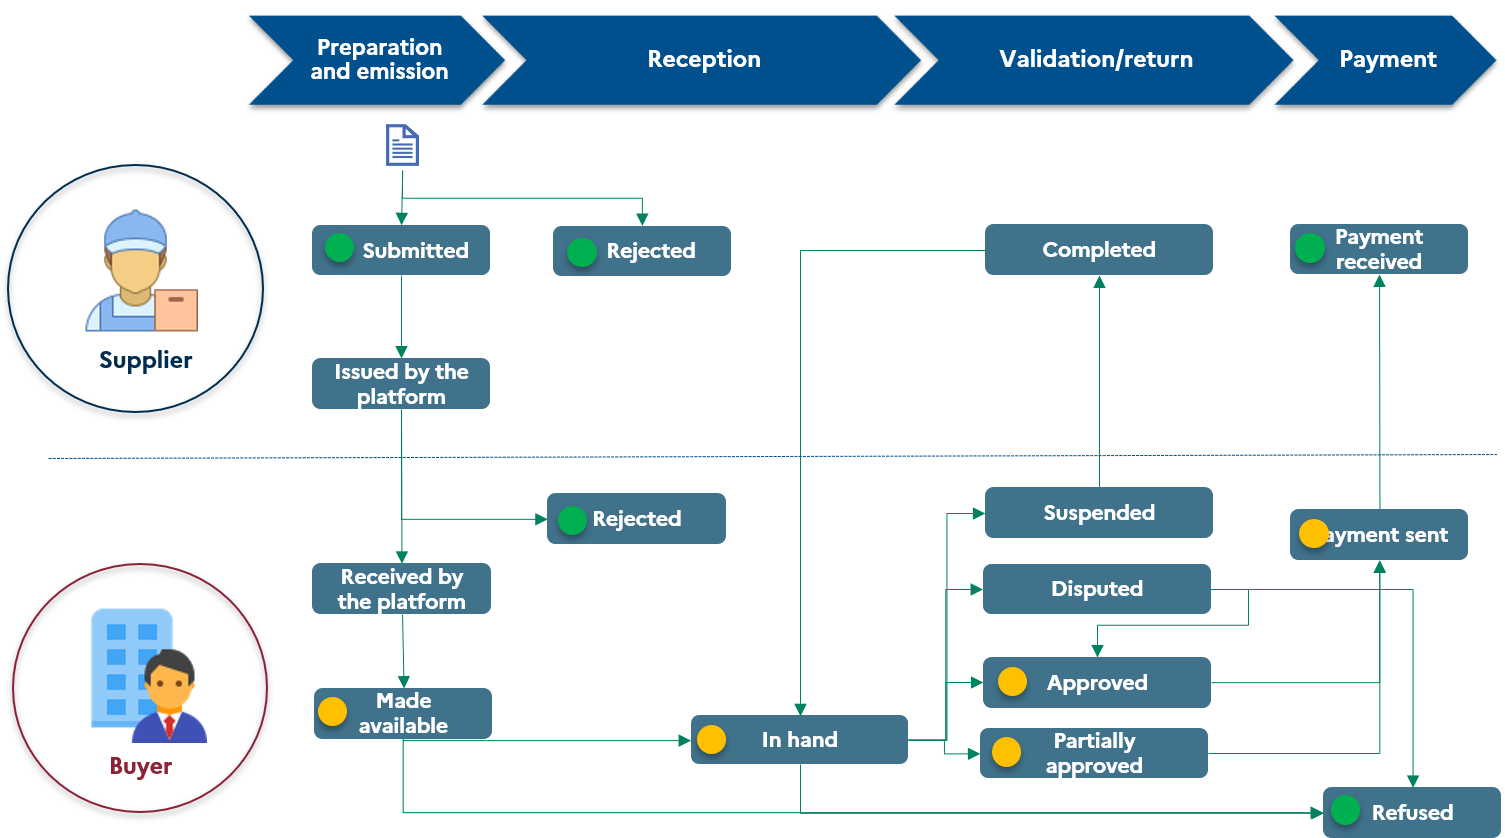 Preparation
and emission
Reception
Validation/return
Payment
Submitted
Rejected
Completed
Payment
received
Supplier
Issued by the
platform
Rejected
Suspended
ayment sent
Received by
the platform
Disputed
Approved
Made
available
In hand
Partially
approved
Buyer
Refused